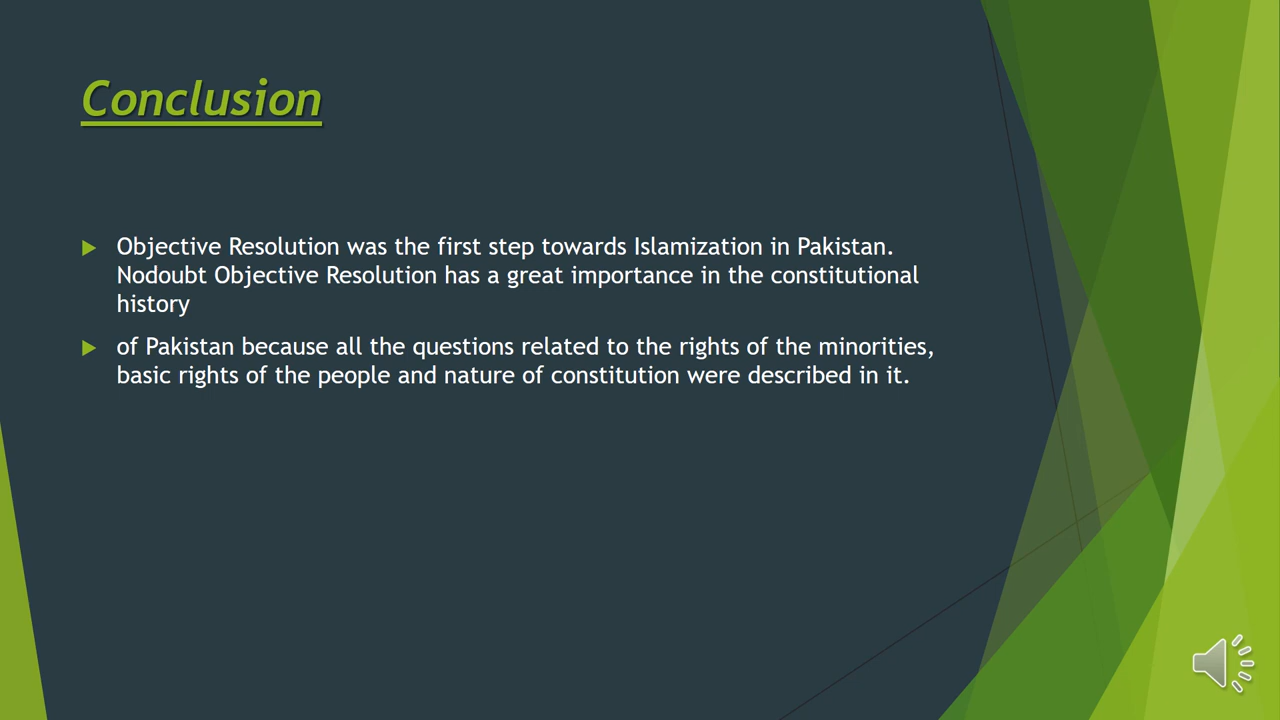 Conclusion
Objective Resolution was the first step towards Islamization in Pakistan.
Nodoubt Objective Resolution has a great importance in the constitutional
history
of Pakistan because all the questions related to the rights of the minorities,
basic rights of the people and nature of constitution were described in it.